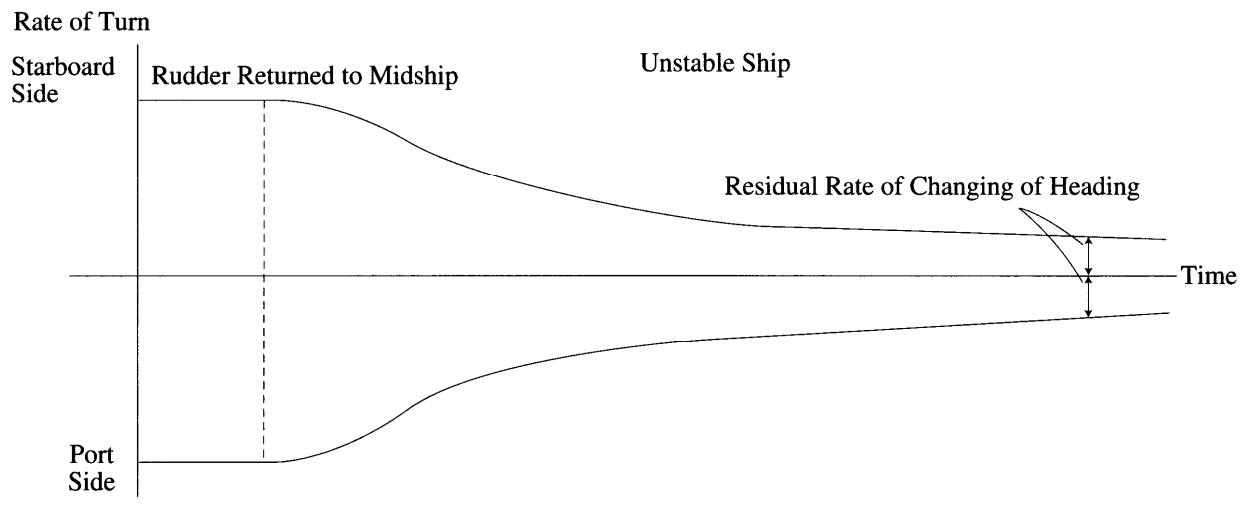 Rate of Turn
Starboard
Side
Rudder Returned to Midship
Unstable Ship
Residual Rate of Changing of Heading
Time
Port
Side